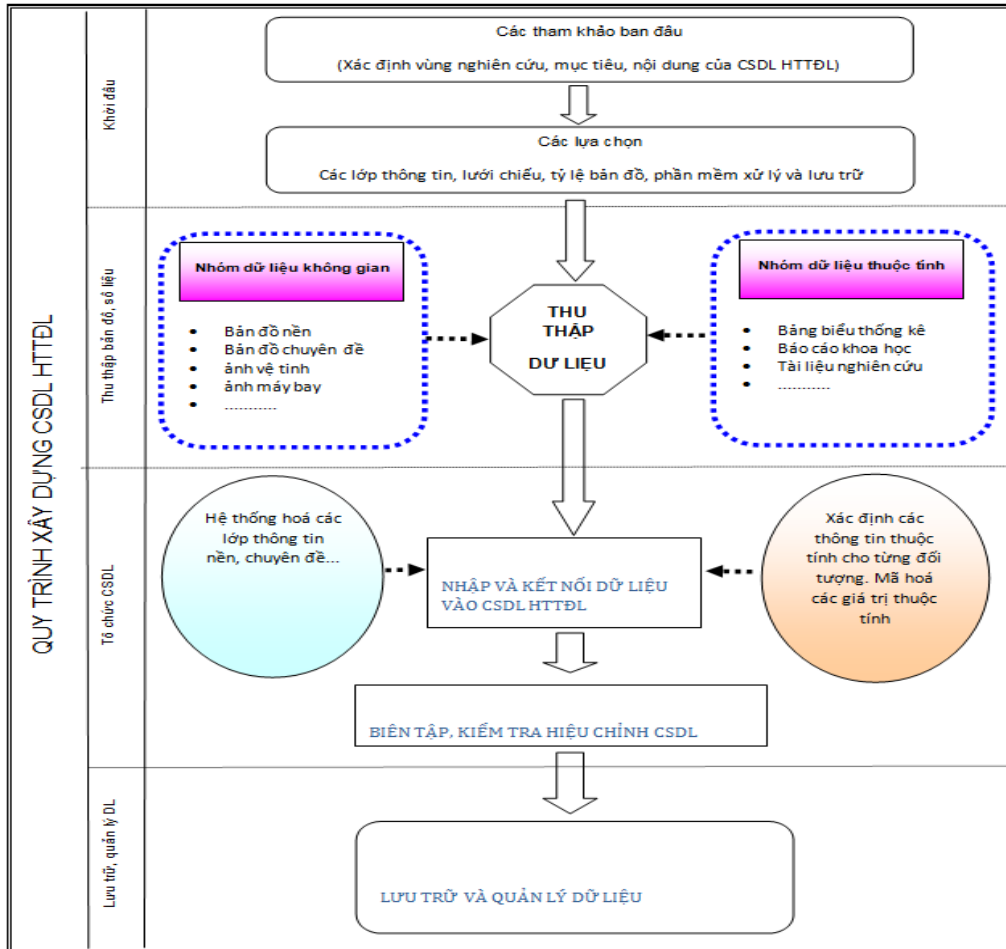 QUY TRÌNH XÂY DỰNG CSDL HTTĐL
Khởi đầu
Các tham khảo ban đâu
(Xác định vùng nghiên cứu, mục tiêu, nội dung của CSDL HTTĐL)
Các lựa chọn
Các lớp thông tin, lưới chiếu, tỷ lệ bản đồ, phần mềm xử lý và lưu trữ
Thu thập bản đồ, số liệu
Nhóm dữ liệu không gian
• Bản đồ nền
• Bản đồ chuyên đề
• ảnh vệ tinh
• ảnh máy bay
• ...........
THU
THẬP
DỮ LIỆU
Nhóm dữ liệu thuộc tính
• Bảng biểu thống kê
• Báo cáo khoa học
• Tài liệu nghiên cứu
• ...........
Tổ chức CSDL
Hệ thống hoá các
lớp thông tin
nền, chuyên đề...
NHẬP VÀ KẾT NỐI DỮ LIỆU
VÀO CSDL HTTĐL
Xác định các
thông tin thuộc
tính cho từng đối
tượng. Mã hoá
các giá trị thuộc
tính
BIÊN TẬP, KIỂM TRA HIỆU CHỈNH CSDL
Lưu trữ, quản lý DL
LƯU TRỮ VÀ QUẢN LÝ DỮ LIỆU